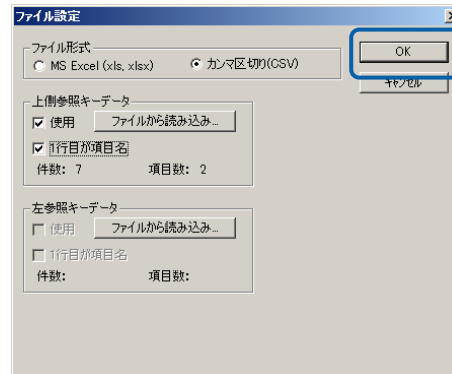 ファイル設定
ファイル形式
MS Excel (xls, xlsx)
カンマ区切り(CSV)
OK
キャンセル
上側参照キーデータ
使用
ファイルから読み込み...
1行目が項目名
件数: 7
項目数: 2
左参照キーデータ
使用
ファイルから読み込み...
1行目が項目名
件数:
項目数: